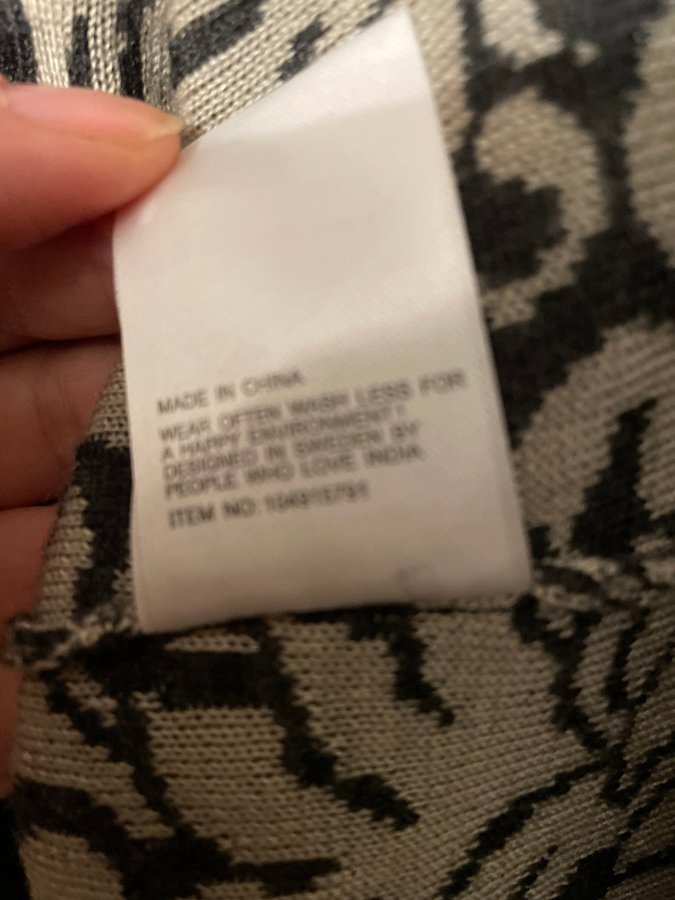 MADE IN CHINA
WEAR OFTEN WASH LESS FOR
A HAPPY ENVIRONMENT!
DESIGNED IN SWEDEN BY
PEOPLE WHO LOVE INDIA.
ITEM NO: